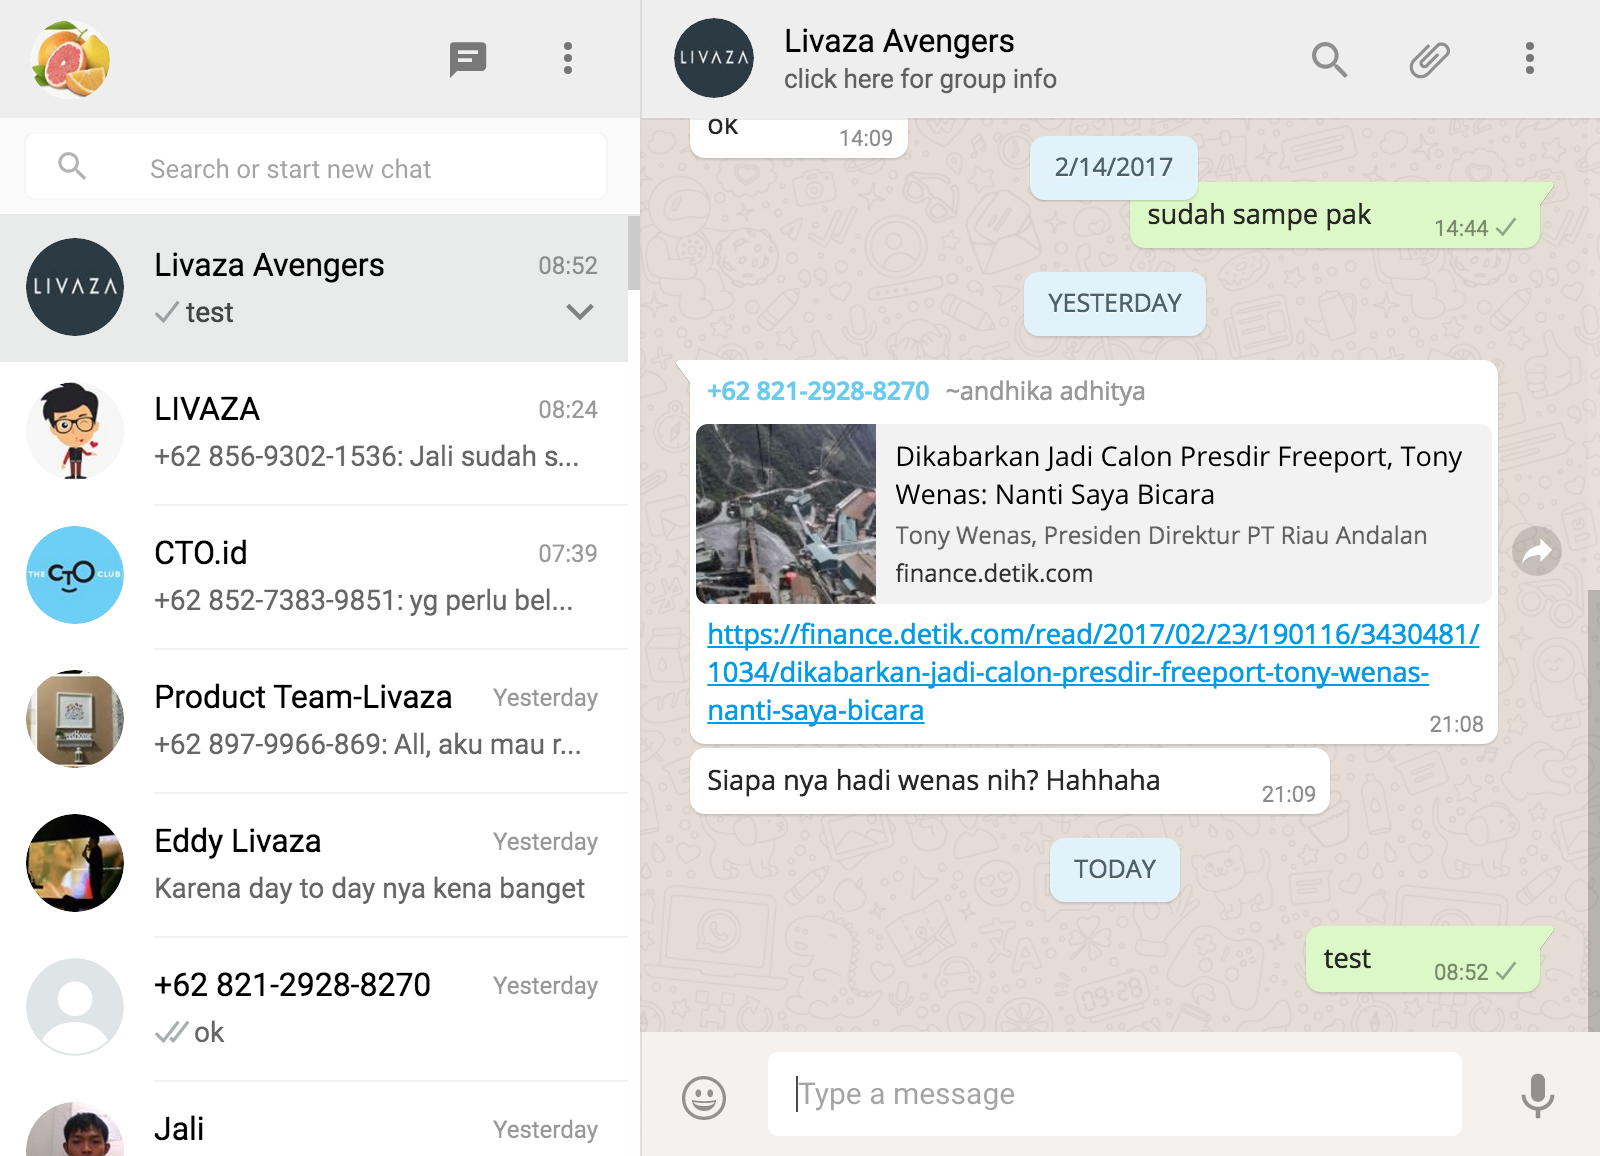 Search or start new chat
LIVAZA
Livaza Avengers
08:52
test
LIVAZA
08:24
+62 856-9302-1536: Jali sudah s...
THE CTO CLUB
CTO.id
07:39
+62 852-7383-9851: yg perlu bel...
Product Team-Livaza
Yesterday
+62 897-9966-869: All, aku mau r...
Eddy Livaza
Yesterday
Karena day to day nya kena banget
+62 821-2928-8270
Yesterday
ok
Jali
Yesterday
LIVAZA
Livaza Avengers
click here for group info
ok
14:09
2/14/2017
sudah sampe pak
14:44
YESTERDAY
+62 821-2928-8270 ~andhika adhitya
Dikabarkan Jadi Calon Presdir Freeport, Tony
Wenas: Nanti Saya Bicara
Tony Wenas, Presiden Direktur PT Riau Andalan
finance.detik.com
https://finance.detik.com/read/2017/02/23/190116/3430481/
1034/dikabarkan-jadi-calon-presdir-freeport-tony-wenas-
nanti-saya-bicara
21:08
Siapa nya hadi wenas nih? Hahhaha
21:09
TODAY
test
08:52
09:28
Type a message